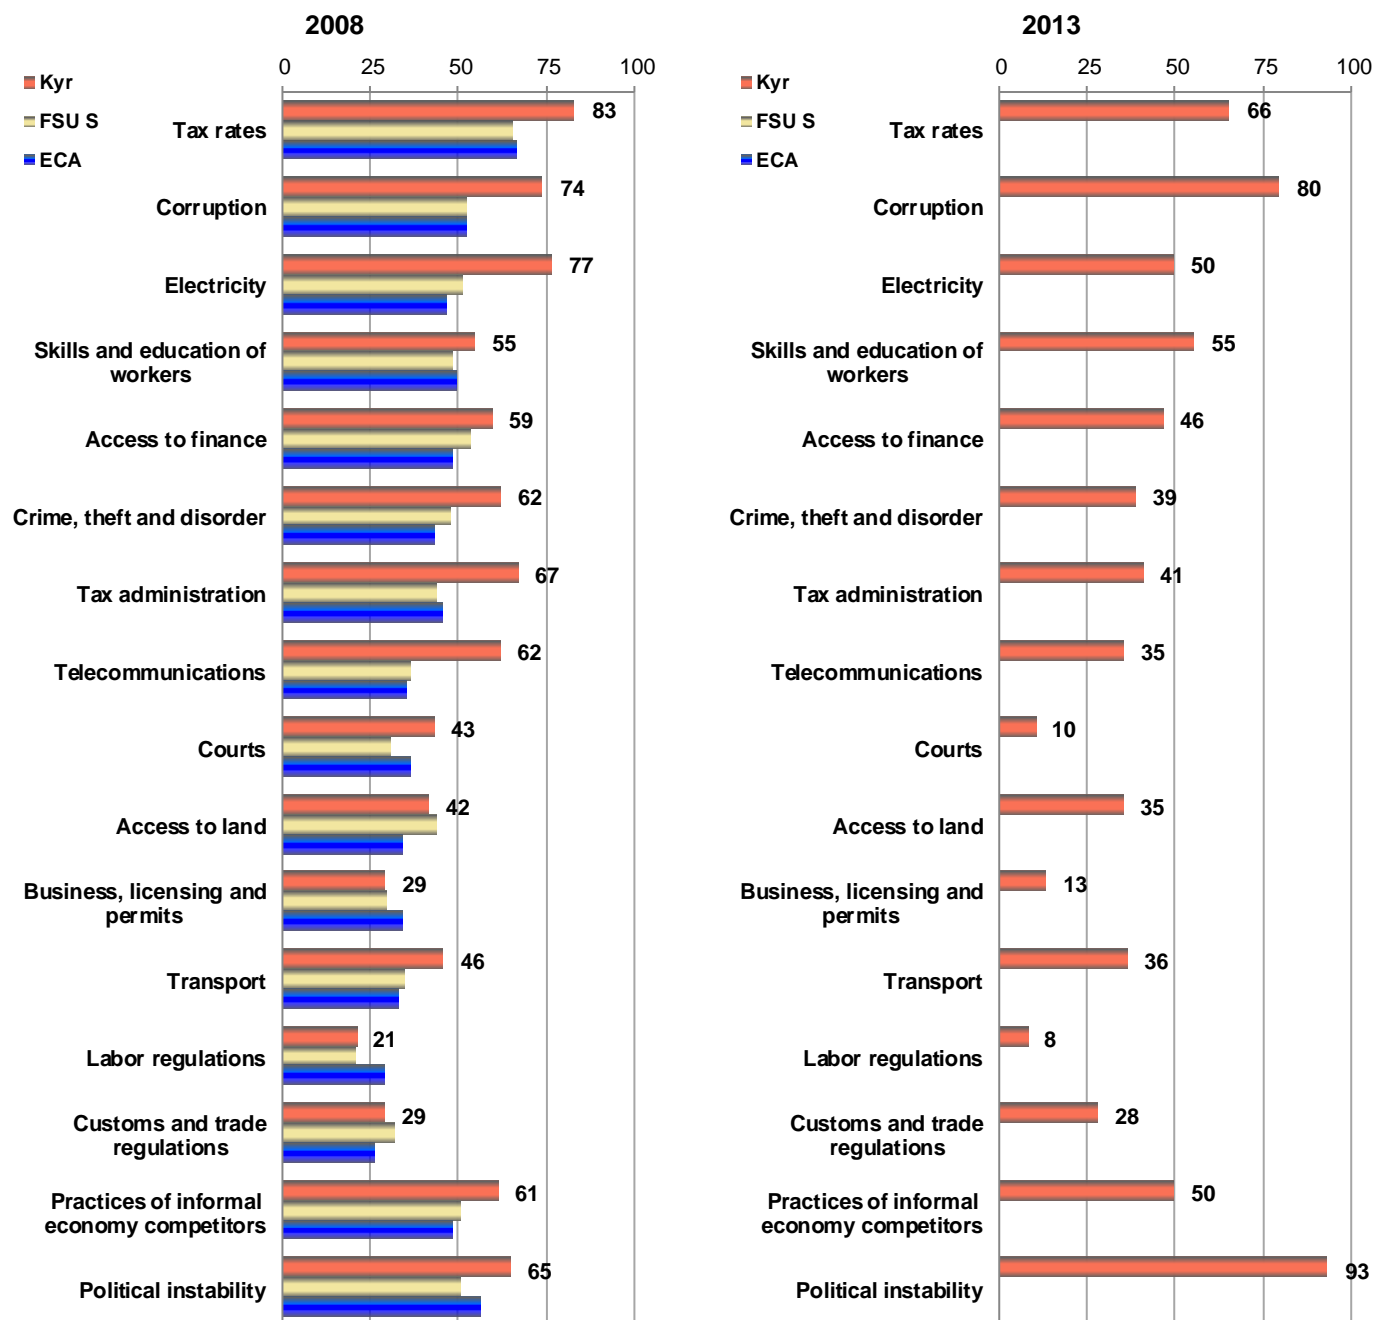 2008
0 25 50 75 100
Kyr
FSU S
ECA
Tax rates
83
Corruption
74
Electricity
77
Skills and education of
workers
55
Access to finance
59
Crime, theft and disorder
62
Tax administration
67
Telecommunications
62
Courts
43
Access to land
42
Business, licensing and
permits
29
Transport
46
Labor regulations
21
Customs and trade
regulations
29
Practices of informal
economy competitors
61
Political instability
65
2013
0 25 50 75 100
Kyr
FSU S
ECA
Tax rates
66
Corruption
80
Electricity
50
Skills and education of
workers
55
Access to finance
46
Crime, theft and disorder
39
Tax administration
41
Telecommunications
35
Courts
10
Access to land
35
Business, licensing and
permits
13
Transport
36
Labor regulations
8
Customs and trade
regulations
28
Practices of informal
economy competitors
50
Political instability
93